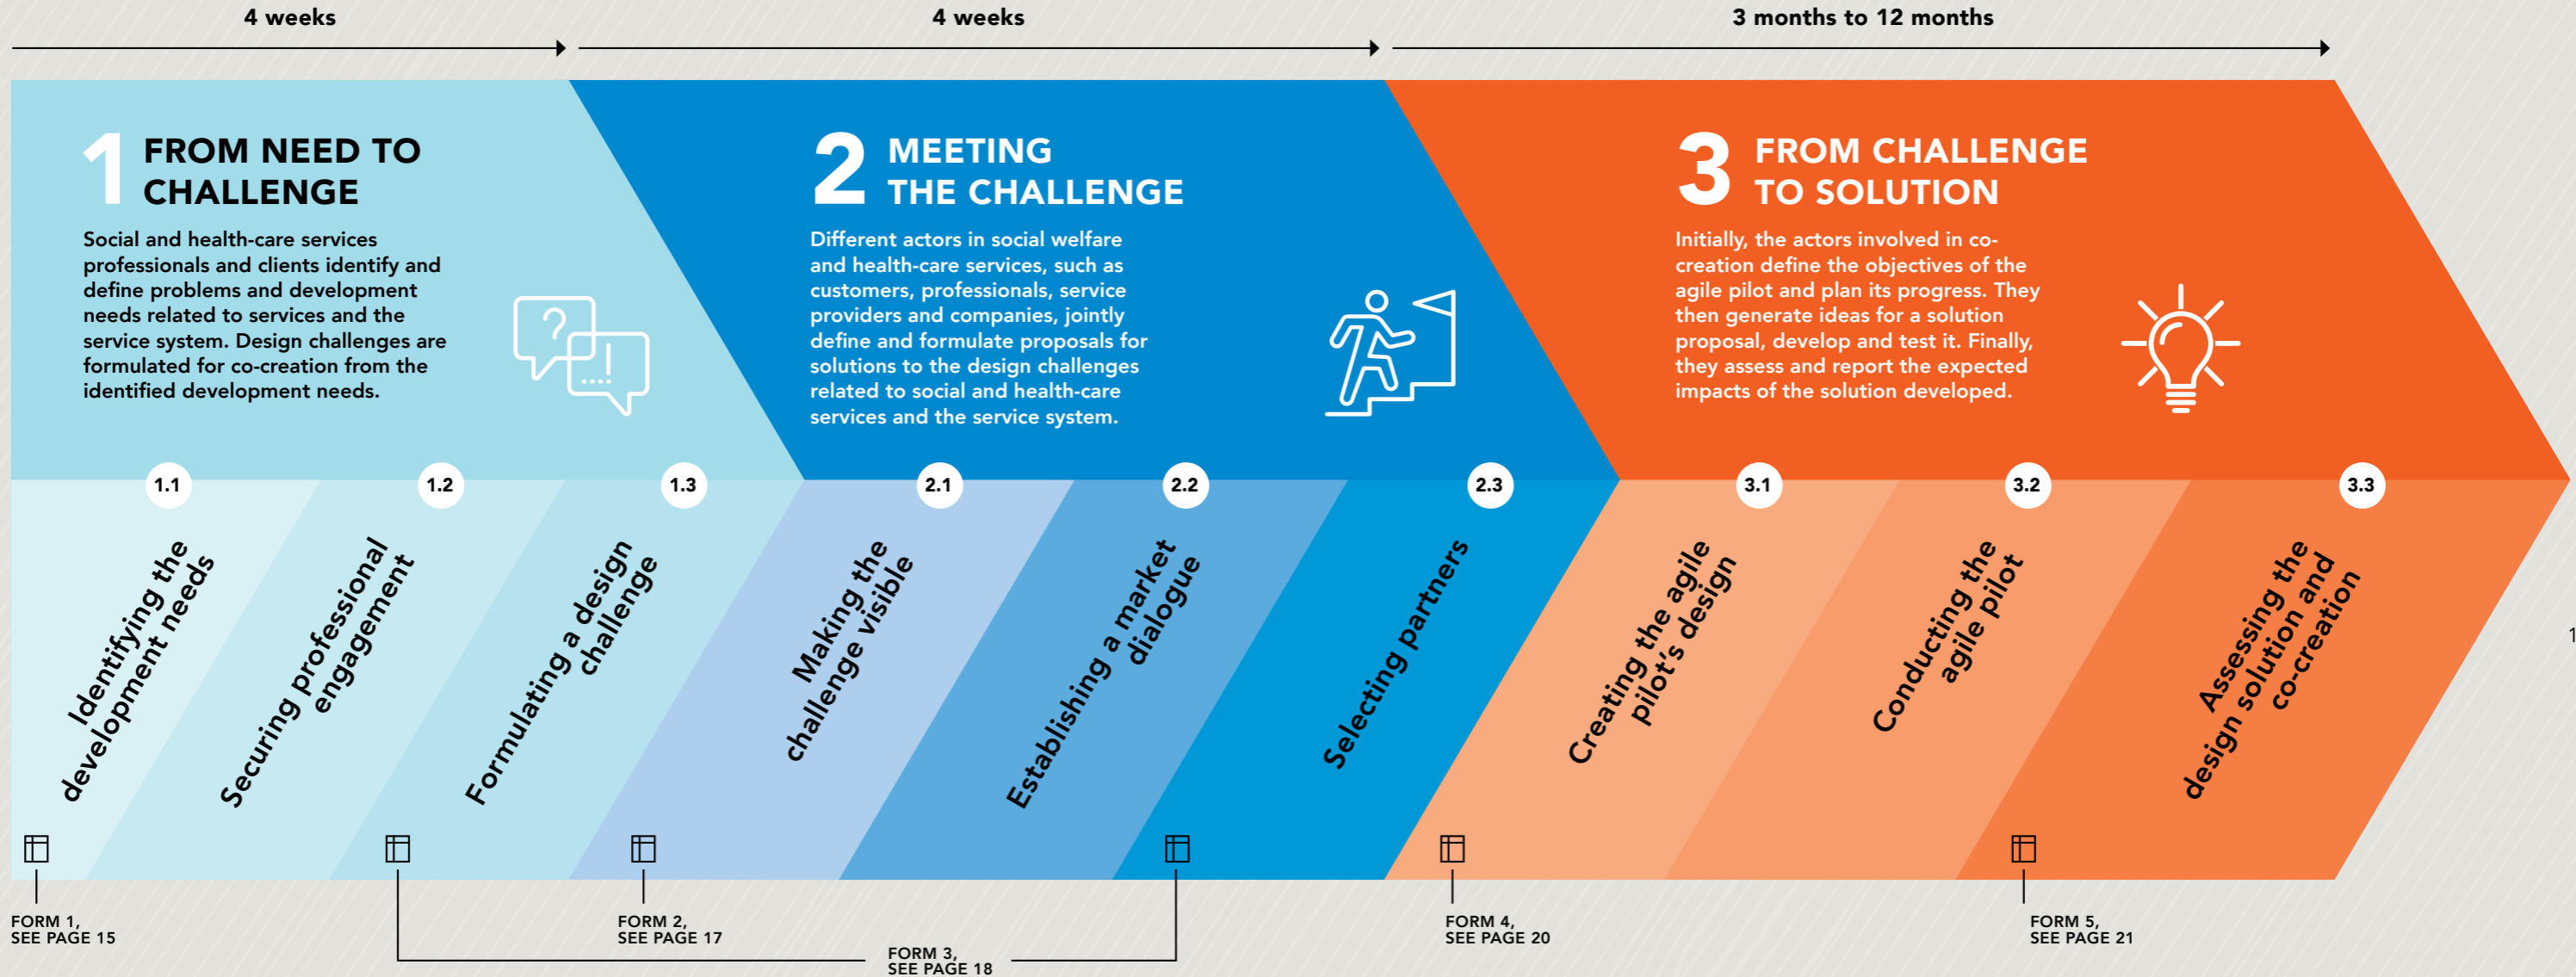 4 weeks
4 weeks
3 months to 12 months
1
FROM NEED TO
CHALLENGE
Social and health-care services
professionals and clients identify and
define problems and development
needs related to services and the
service system. Design challenges are
formulated for co-creation from the
identified development needs.
?
!
2
MEETING
THE CHALLENGE
Different actors in social welfare
and health-care services, such as
customers, professionals, service
providers and companies, jointly
define and formulate proposals for
solutions to the design challenges
related to social and health-care
services and the service system.
3
FROM CHALLENGE
TO SOLUTION
Initially, the actors involved in co-
creation define the objectives of the
agile pilot and plan its progress. They
then generate ideas for a solution
proposal, develop and test it. Finally,
they assess and report the expected
impacts of the solution developed.
1.1
Identifying the
development needs
1.2
Securing professional
engagement
1.3
Formulating a design
challenge
2.1
Making the
challenge visible
2.2
Establishing a market
dialogue
2.3
Selecting partners
3.1
Creating the agile
pilot’s design
3.2
Conducting the
agile pilot
3.3
Assessing the
design solution and
co-creation
1
FORM 1,
SEE PAGE 15
FORM 2,
SEE PAGE 17
FORM 3,
SEE PAGE 18
FORM 4,
SEE PAGE 20
FORM 5,
SEE PAGE 21